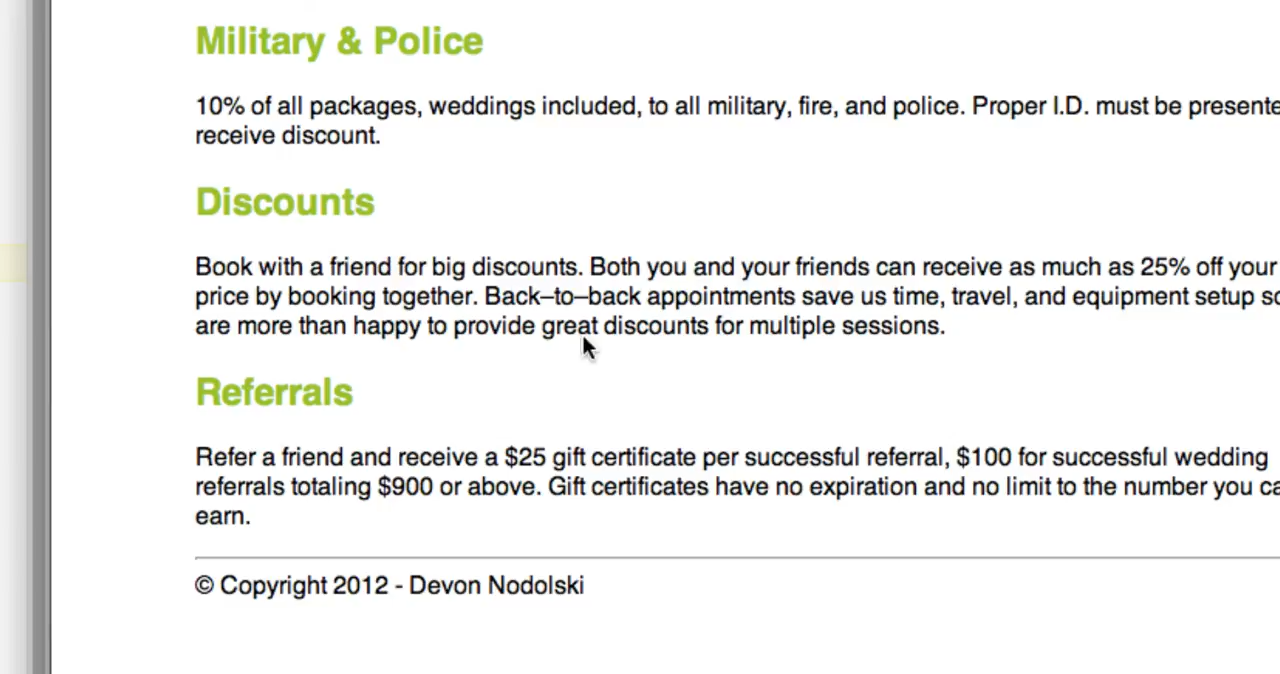 Military & Police
10% of all packages, weddings included, to all military, fire, and police. Proper I.D. must be
receive discount.
Discounts
Book with a friend for big discounts. Both you and your friends can receive as much as 25% off your
price by booking together. Back–to–back appointments save us time, travel, and equipment setup
are more than happy to provide great discounts for multiple sessions.
Referrals
Refer a friend and receive a $25 gift certificate per successful referral, $100 for successful wedding
referrals totaling $900 or above. Gift certificates have no expiration and no limit to the number you
earn.
© Copyright 2012 - Devon Nodolski